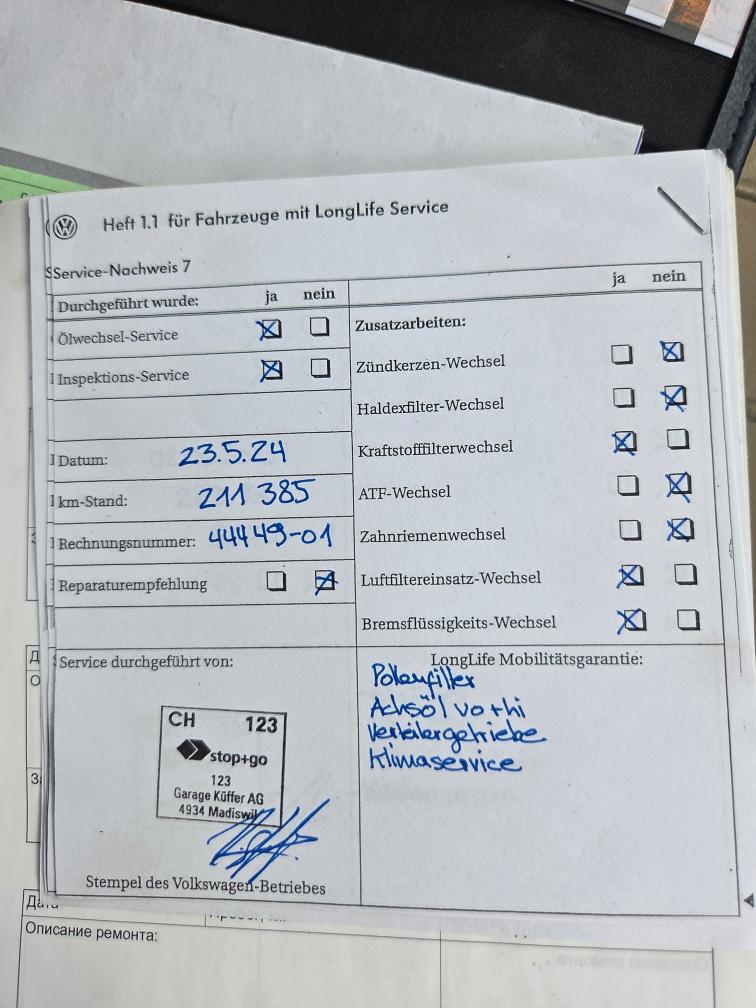 Heft 1.1 für Fahrzeuge mit LongLife Service
Service-Nachweis 7
Durchgeführt wurde: ja nein
Ölwechsel-Service
Inspektions-Service
Datum: 23.5.24
km-Stand: 211 385
Rechnungsnummer: 44449-01
Reparaturempfehlung
ja nein
Zusatzarbeiten:
Zündkerzen-Wechsel
Haldexfilter-Wechsel
Kraftstofffilterwechsel
ATF-Wechsel
Zahnriemenwechsel
Luftfiltereinsatz-Wechsel
Bremsflüssigkeits-Wechsel
Service durchgeführt von:
CH 123
stop+go
123
Garage Küffer AG
4934 Madiswil
Stempel des Volkswagen-Betriebes
LongLife Mobilitätsgarantie:
Pollenfilter
Achsöl vo + hi
Verteilergetriebe
Klimaservice
Описание ремонта: